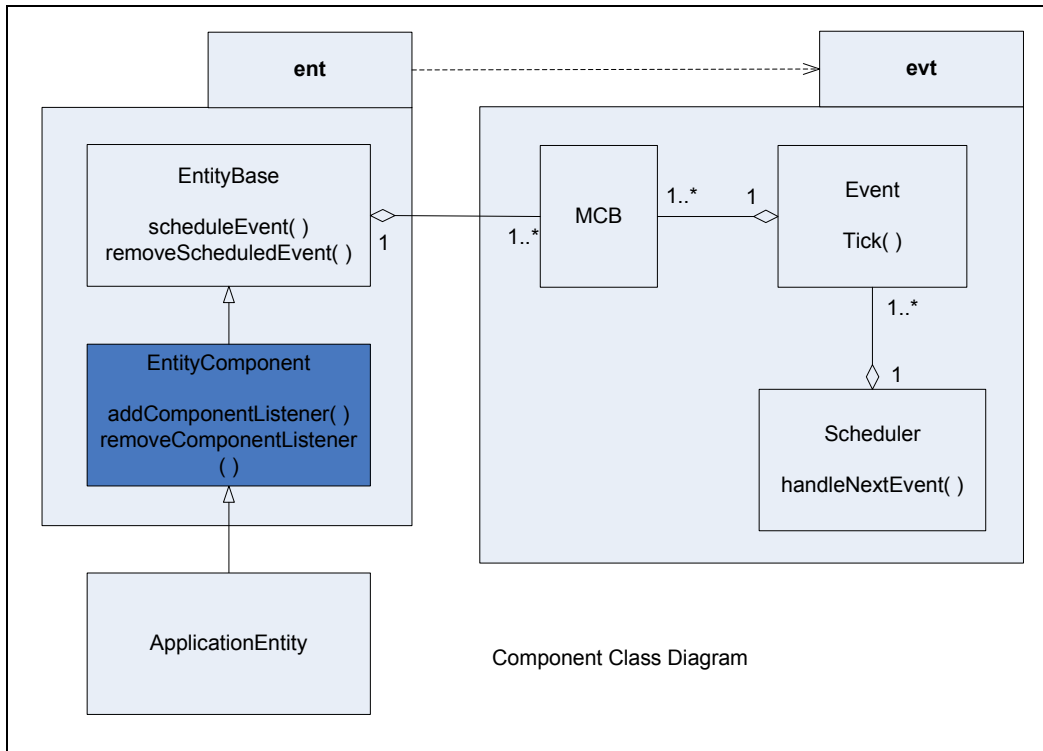 ent
evt
EntityBase
scheduleEvent( )
removeScheduledEvent( )
1
1..*
MCB
1..*
1
Event
Tick( )
1..*
1
EntityComponent
addComponentListener( )
removeComponentListener
( )
Scheduler
handleNextEvent( )
ApplicationEntity
Component Class Diagram